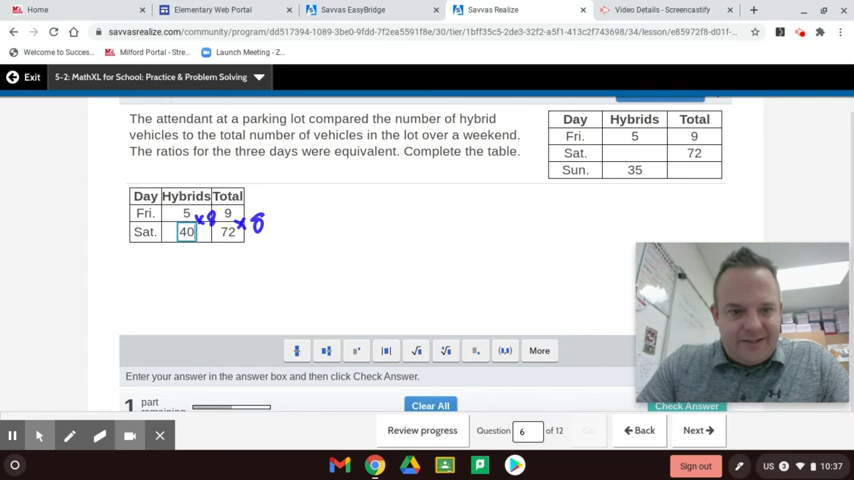 Home
Elementary Web Portal
Savvas EasyBridge
Savvas Realize
Video Details - Screencastify
savvasrealize.com/community/program/dd517394-1089-3be0-9fdd-7f2ea5591f8e/30/tier/1bff35c5-2de3-32f2-a5f1-413c2f743698/34/lesson/e85972f8-d01f-...
Welcome to Succes...
Milford Portal - Stre...
Launch Meeting - Z...
Exit
5-2: MathXL for School: Practice & Problem Solving
The attendant at a parking lot compared the number of hybrid
vehicles to the total number of vehicles in the lot over a weekend.
The ratios for the three days were equivalent. Complete the table.
Day Hybrids Total
Fri. 5 9
Sat. 72
Sun. 35
Day Hybrids Total
Fri. 5 9
×8 ×8
Sat. 40 72
More
Enter your answer in the answer box and then click Check Answer.
1 part
remaining
Clear All
Check Answer
Review progress
Question 6 of 12
Back
Next
Sign out
US 3 10:37